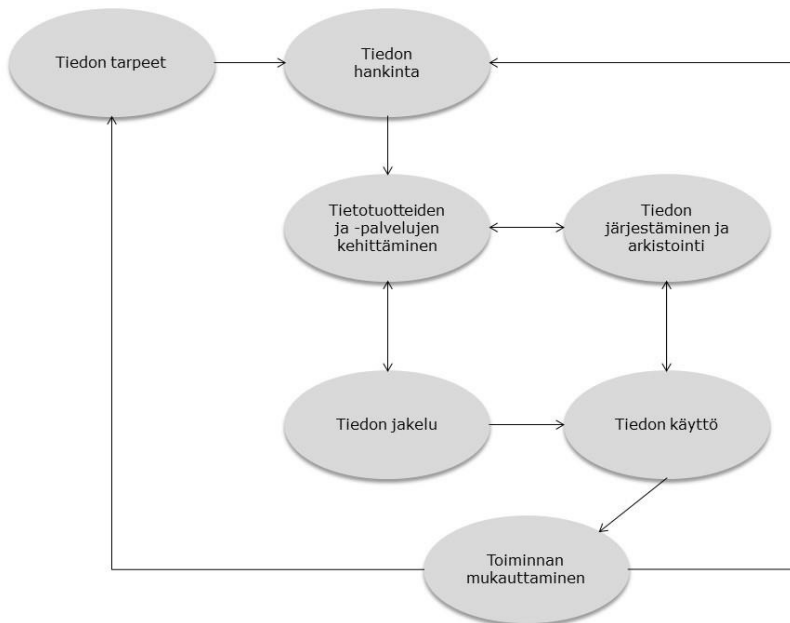 Tiedon tarpeet
Tiedon
hankinta
Tietotuotteiden
ja -palvelujen
kehittäminen
Tiedon
järjestäminen ja
arkistointi
Tiedon jakelu
Tiedon käyttö
Toiminnan
mukauttaminen